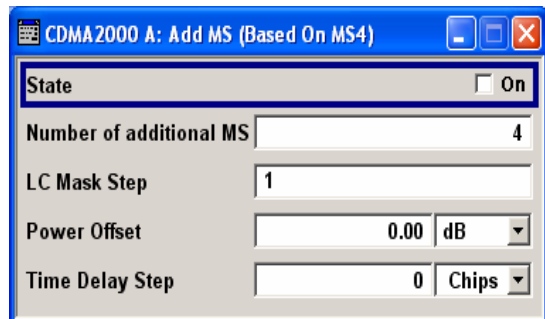 CDMA2000 A: Add MS (Based On MS4)
State On
Number of additional MS 4
LC Mask Step 1
Power Offset 0.00 dB
Time Delay Step 0 Chips